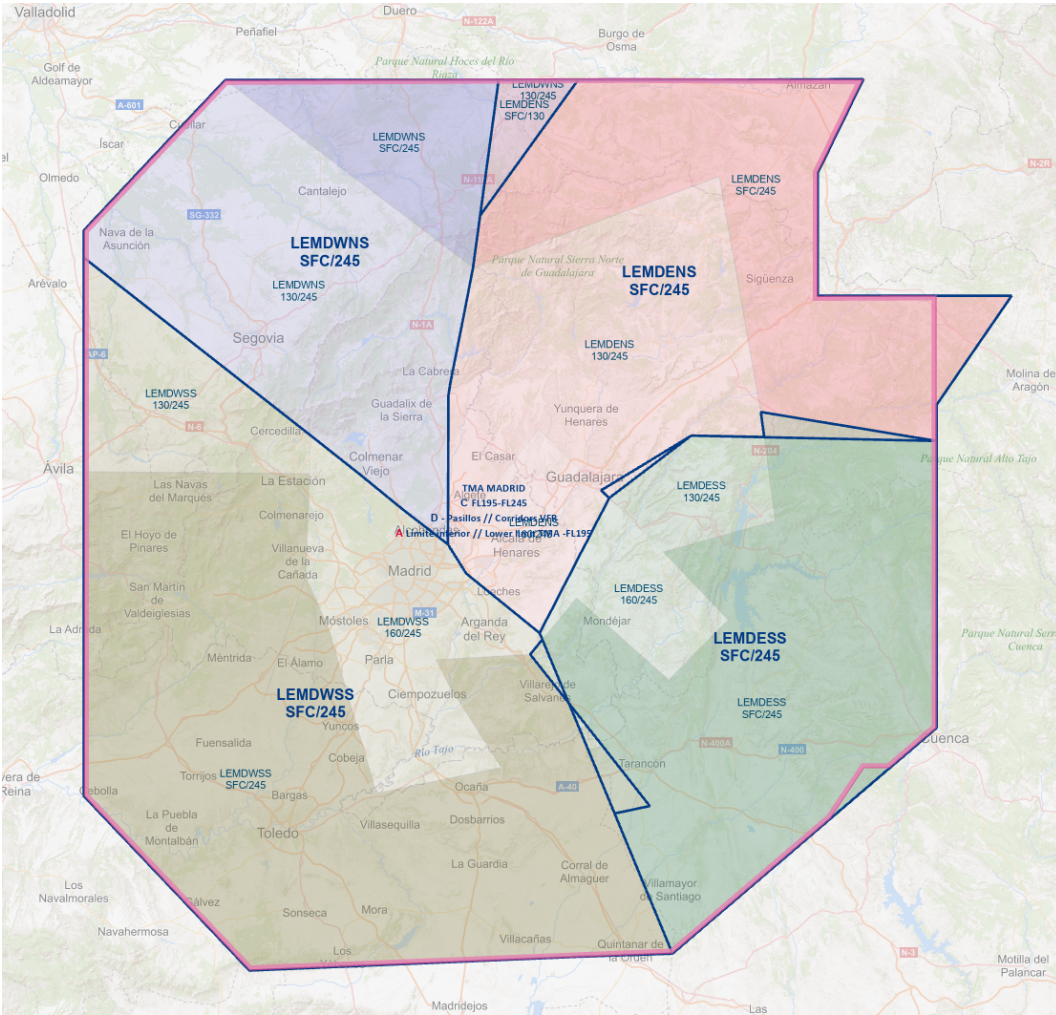 Valladolid
Duero
N-122A
Peñafiel
Burgo de
Osma
Golf de
Aldeamayor
Parque Natural Hoces del Río
Riaza
LEMDWNS
130/245
Almazán
A-601
LEMDENS
SFC/130
Cuéllar
LEMDWNS
SFC/245
Íscar
N-2R
Olmedo
Cantalejo
LEMDENS
SFC/245
SG-332
Nava de la
Asunción
LEMDWNS
SFC/245
Parque Natural Sierra Norte
de Guadalajara
LEMDENS
SFC/245
Sigüenza
Arévalo
LEMDWNS
130/245
N-1A
Segovia
LEMDENS
130/245
AP-6
La Cabrera
Molina de
Aragón
LEMDWSS
130/245
Guadalix de
la Sierra
Yunquera de
Henares
N-6
Cercedilla
Colmenar
Viejo
El Casar
Parque Natural Alto Tajo
Ávila
Las Navas
del Marqués
La Estación
Guadalajara
LEMDESS
130/245
TMA MADRID
C FL195-FL245
Algete
D - Pasillos // Corridors VFR
A Límite inferior // Lower limit TMA -FL195
LEMDENS
Colmenarejo
Alcobendas
Alcalá de
Henares
El Hoyo de
Pinares
Villanueva
de la
Cañada
Madrid
San Martín
de
Valdeiglesias
Loeches
LEMDESS
160/245
M-31
Móstoles
LEMDWSS
160/245
Arganda
del Rey
Mondéjar
La Adrada
LEMDESS
SFC/245
Parque Natural Serr
Cuenca
Méntrida
El Álamo
Parla
LEMDWSS
SFC/245
Ciempozuelos
Villarejo de
Salvanés
LEMDESS
SFC/245
Yuncos
Fuensalida
Río Tajo
N-400A
N-400
Cuenca
Cobeja
Tarancón
vera de
Reina
Torrijos
LEMDWSS
SFC/245
Cebolla
Bargas
Ocaña
A-40
La Puebla
de
Montalbán
Toledo
Villasequilla
Dosbarrios
La Guardia
Corral de
Almaguer
Los
Navalmorales
Gálvez
Villamayor
de Santiago
Sonseca
Mora
Navahermosa
Villacañas
Quintanar de
la Orden
Los
N-3
Motilla del
Palancar
Madridejos
Las